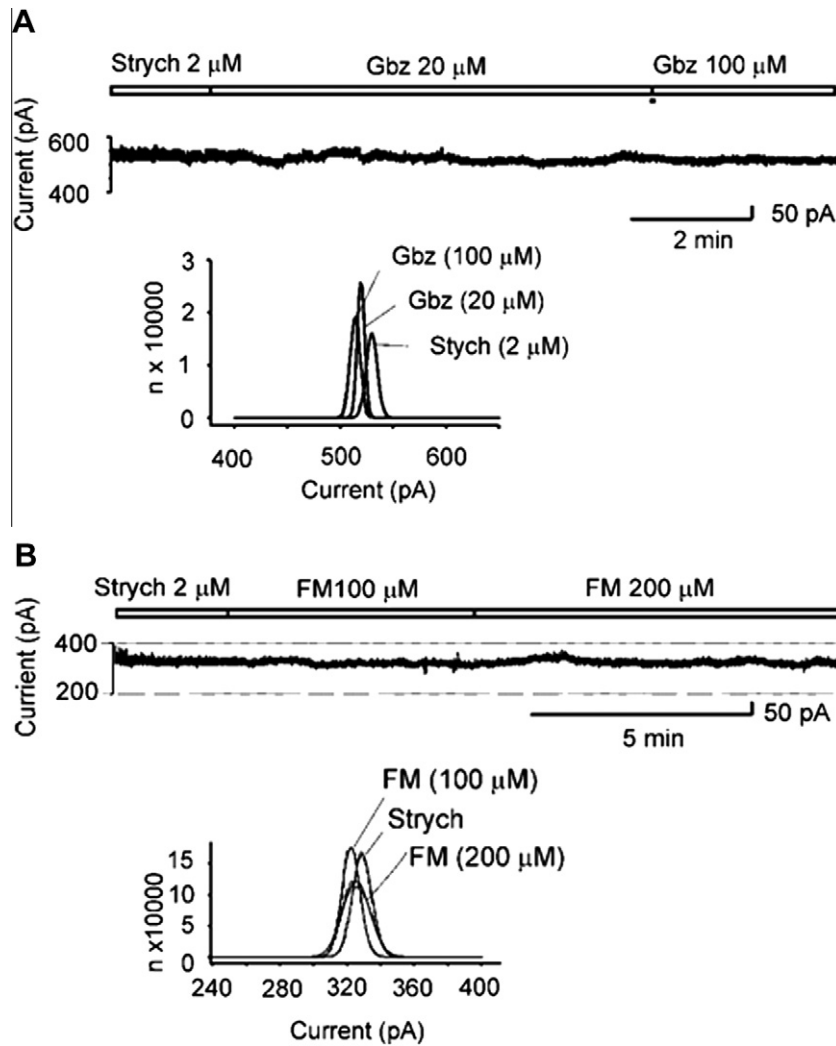 A
Strych 2 μM Gbz 20 μM Gbz 100 μM
Current (pA)
600
400
50 pA
2 min
n x 10000
3
2
1
0
Gbz (100 μM)
Gbz (20 μM)
Stych (2 μM)
400 500 600
Current (pA)
B
Strych 2 μM FM100 μM FM 200 μM
Currient (pA)
400
200
50 pA
5 min
n x10000
15
10
5
0
FM (100 μM)
Strych
FM (200 μM)
240 280 320 360 400
Current (pA)